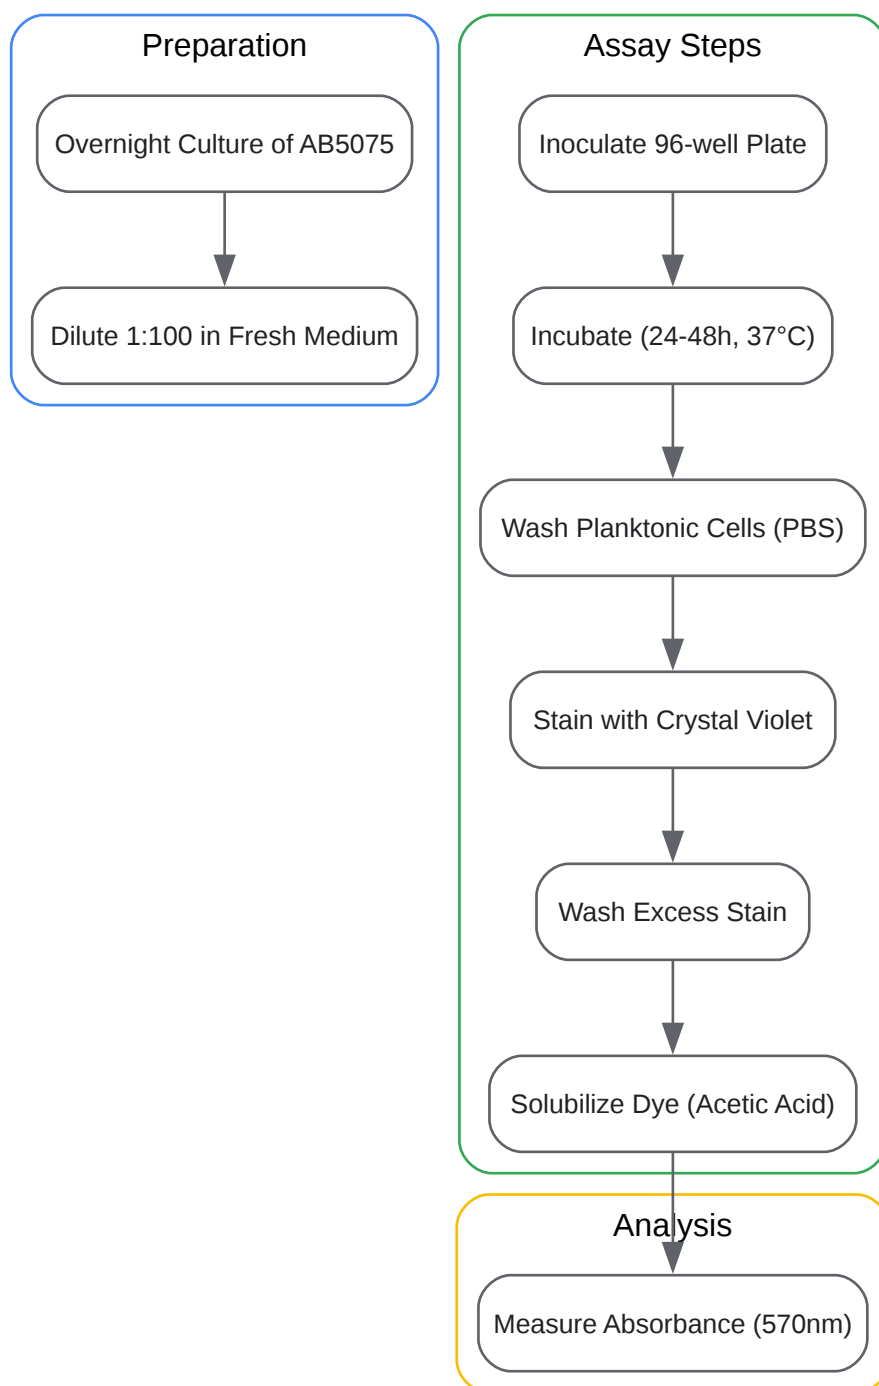 Preparation
Overnight Culture of AB5075
Dilute 1:100 in Fresh Medium
Assay Steps
Inoculate 96-well Plate
Incubate (24-48h, 37°C)
Wash Planktonic Cells (PBS)
Stain with Crystal Violet
Wash Excess Stain
Solubilize Dye (Acetic Acid)
Analysis
Measure Absorbance (570nm)